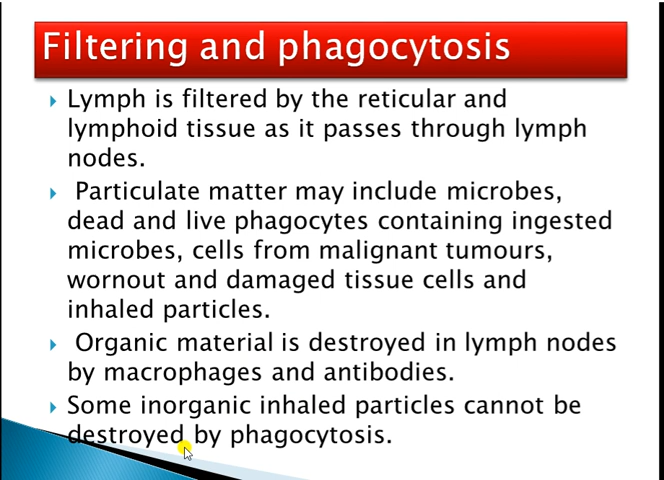 Filtering and phagocytosis
Lymph is filtered by the reticular and
lymphoid tissue as it passes through lymph
nodes.
Particulate matter may include microbes,
dead and live phagocytes containing ingested
microbes, cells from malignant tumours,
wornout and damaged tissue cells and
inhaled particles.
Organic material is destroyed in lymph nodes
by macrophages and antibodies.
Some inorganic inhaled particles cannot be
destroyed by phagocytosis.